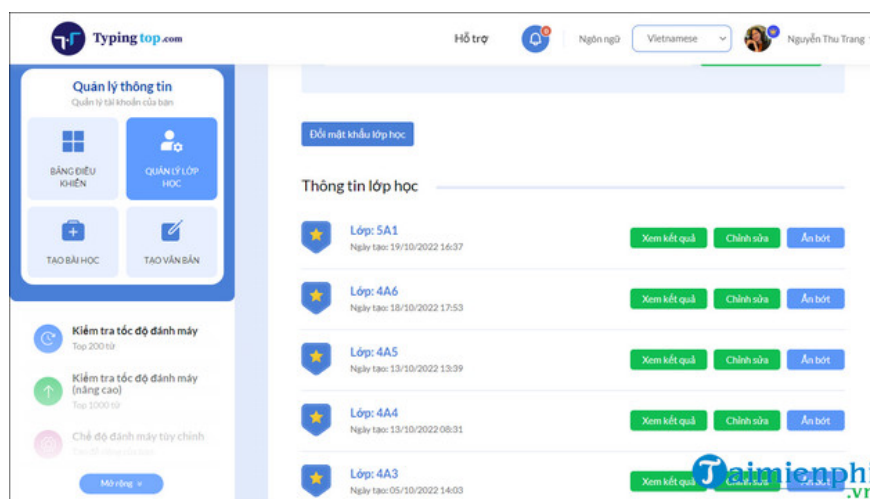 Typing top.com
Hỗ trợ
8
Ngôn ngữ
Vietnamese
Nguyễn Thu Trang
Quản lý thông tin
Quản lý tài khoản của bạn
BẢNG ĐIỀU KHIỂN
QUẢN LÝ LỚP HỌC
TẠO BÀI HỌC
TẠO VĂN BẢN
Kiểm tra tốc độ đánh máy
Top 200 từ
Kiểm tra tốc độ đánh máy
(nâng cao)
Top 1000 từ
Chế độ đánh máy tùy chỉnh
Mở rộng
Đổi mật khẩu lớp học
Thông tin lớp học
Lớp: 5A1
Ngày tạo: 19/10/2022 16:37
Xem kết quả Chỉnh sửa Ẩn bớt
Lớp: 4A6
Ngày tạo: 18/10/2022 17:53
Xem kết quả Chỉnh sửa Ẩn bớt
Lớp: 4A5
Ngày tạo: 13/10/2022 13:39
Xem kết quả Chỉnh sửa Ẩn bớt
Lớp: 4A4
Ngày tạo: 13/10/2022 08:31
Xem kết quả Chỉnh sửa Ẩn bớt
Lớp: 4A3
Ngày tạo: 05/10/2022 14:03
Xem kết quả
Taimienphi
.vn